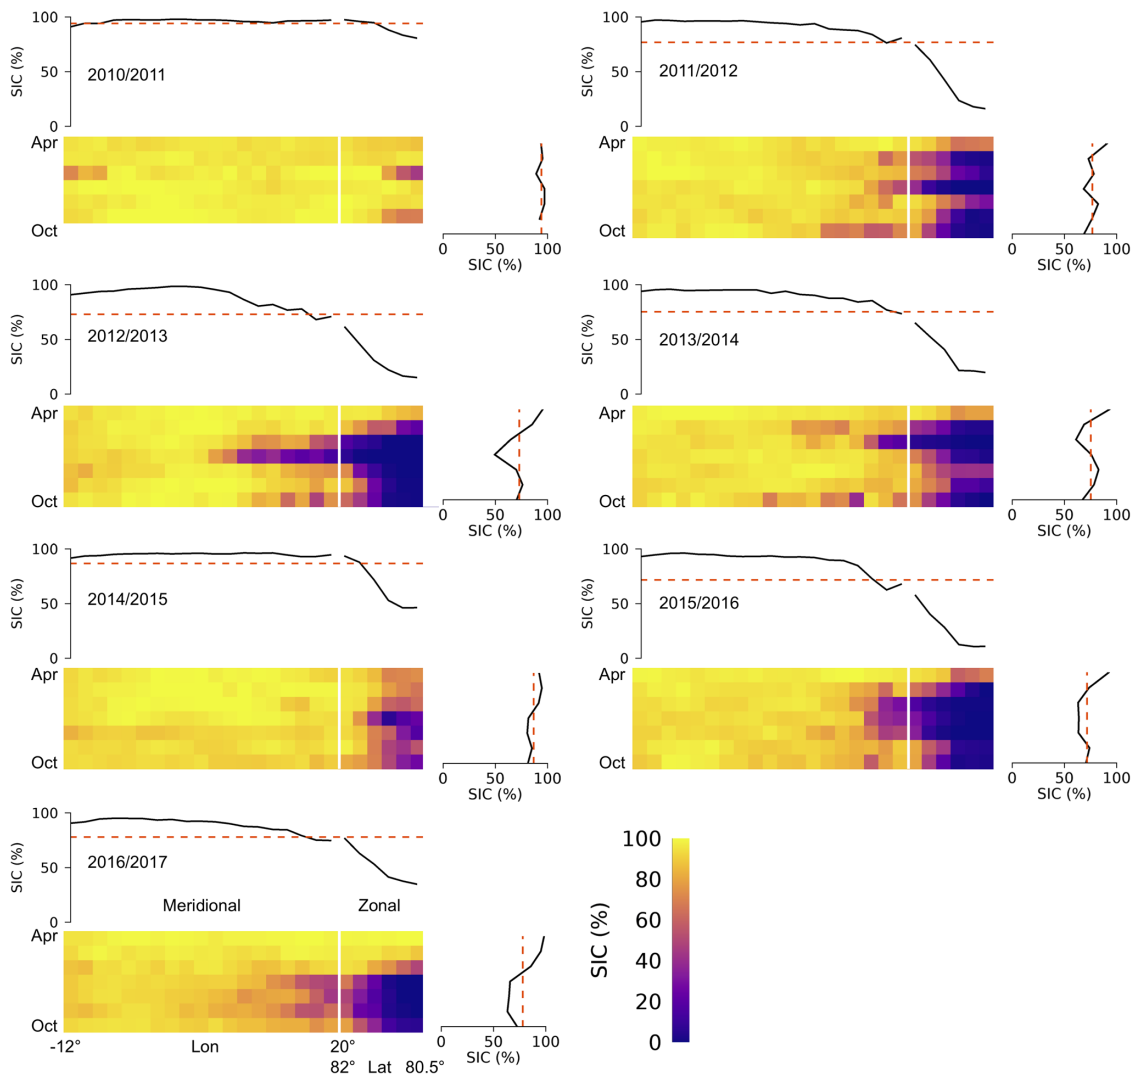 100
SIC (%)
50
2010/2011
0
Apr
Oct
0 50 100
SIC (%)
100
SIC (%)
50
2011/2012
0
Apr
Oct
0 50 100
SIC (%)
100
SIC (%)
50
2012/2013
0
Apr
Oct
0 50 100
SIC (%)
100
SIC (%)
50
2013/2014
0
Apr
Oct
0 50 100
SIC (%)
100
SIC (%)
50
2014/2015
0
Apr
Oct
0 50 100
SIC (%)
100
SIC (%)
50
2015/2016
0
Apr
Oct
0 50 100
SIC (%)
100
SIC (%)
50
2016/2017
Meridional Zonal
0
Apr
Oct
-12° Lon 20°
82° Lat 80.5°
0 50 100
SIC (%)
100
80
60
SIC (%)
40
20
0